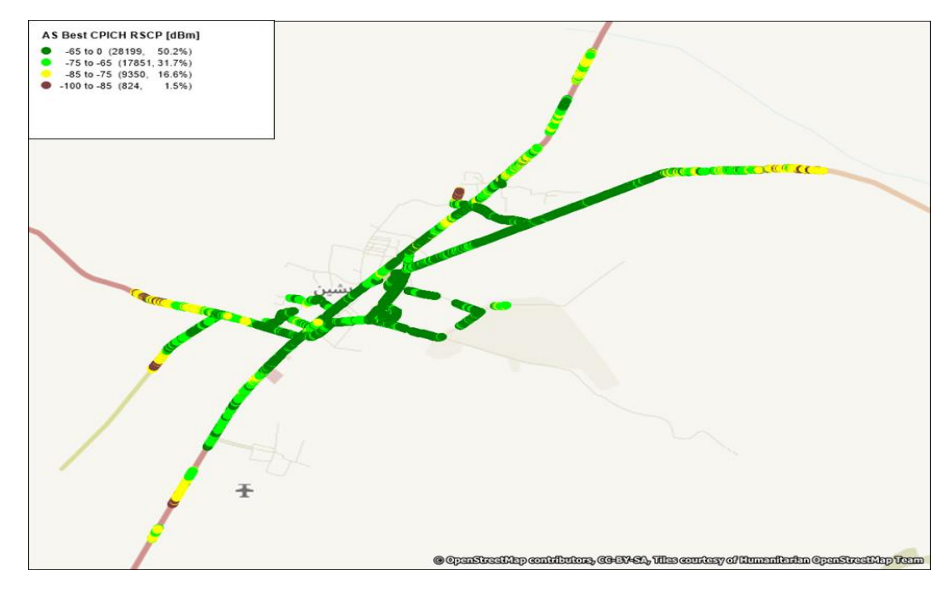 AS Best CPICH RSCP [dBm]
-65 to 0 (28199, 50.2%)
-75 to -65 (17851, 31.7%)
-85 to -75 (9350, 16.6%)
-100 to -85 (824, 1.5%)
© OpenStreetMap contributors, CC-BY-SA, Tiles courtesy of Humanitarian OpenStreetMap Team